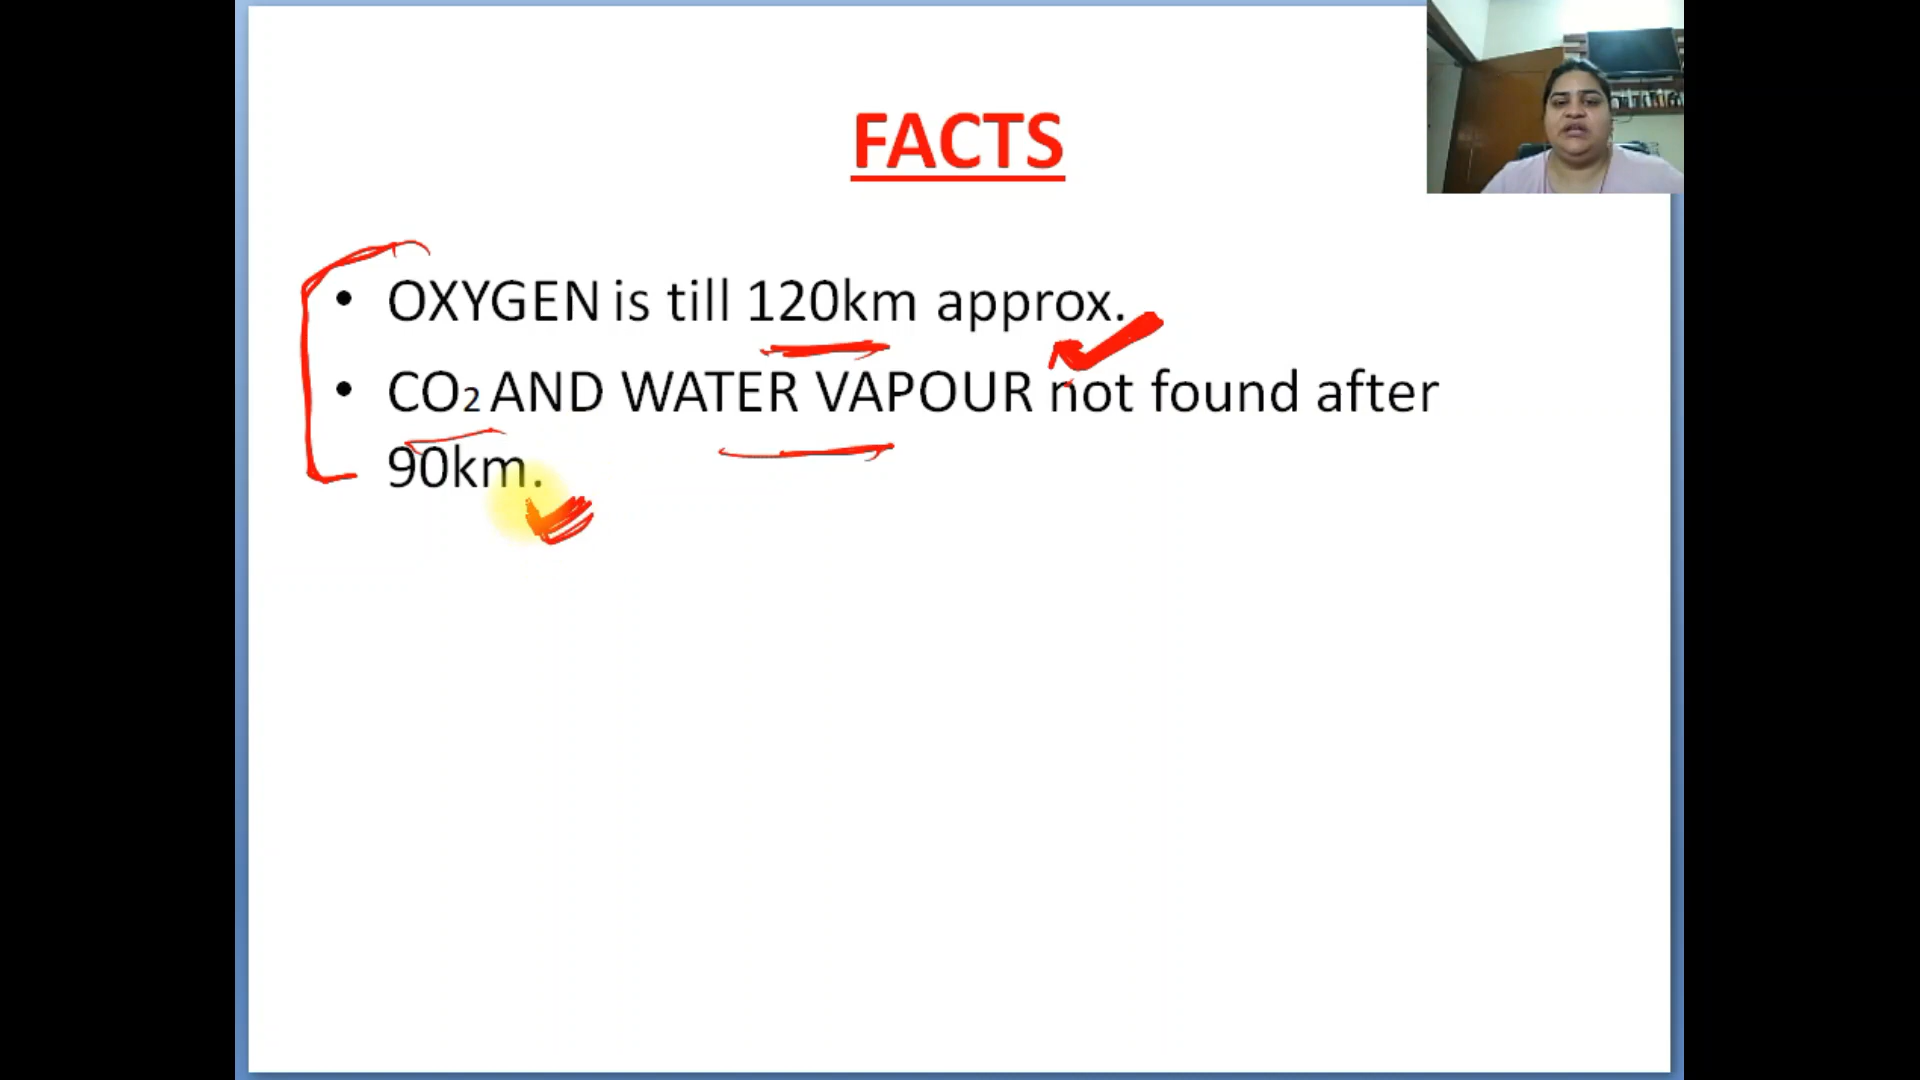 FACTS
• OXYGEN is till 120km approx.
• CO₂ AND WATER VAPOUR not found after
90km.